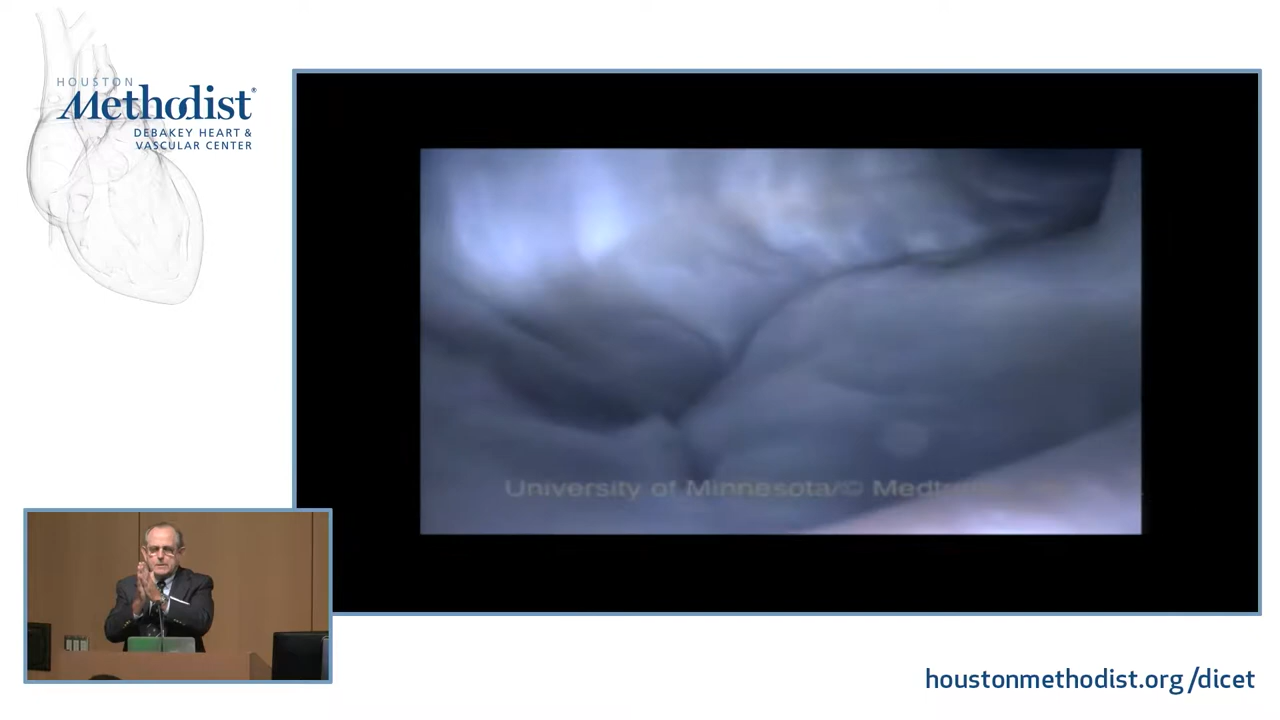 HOUSTON
Methodist®
DEBAKEY HEART &
VASCULAR CENTER
University of Minnesota/©
houstonmethodist.org/dicet